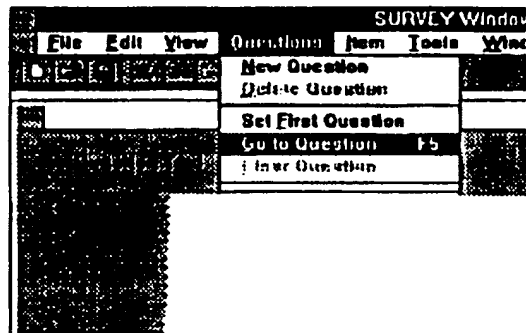 SURVEY Window
File Edit View Questions Item Tools Window
New Question
Delete Question
Set First Question
Go to Question F5
Clear Question